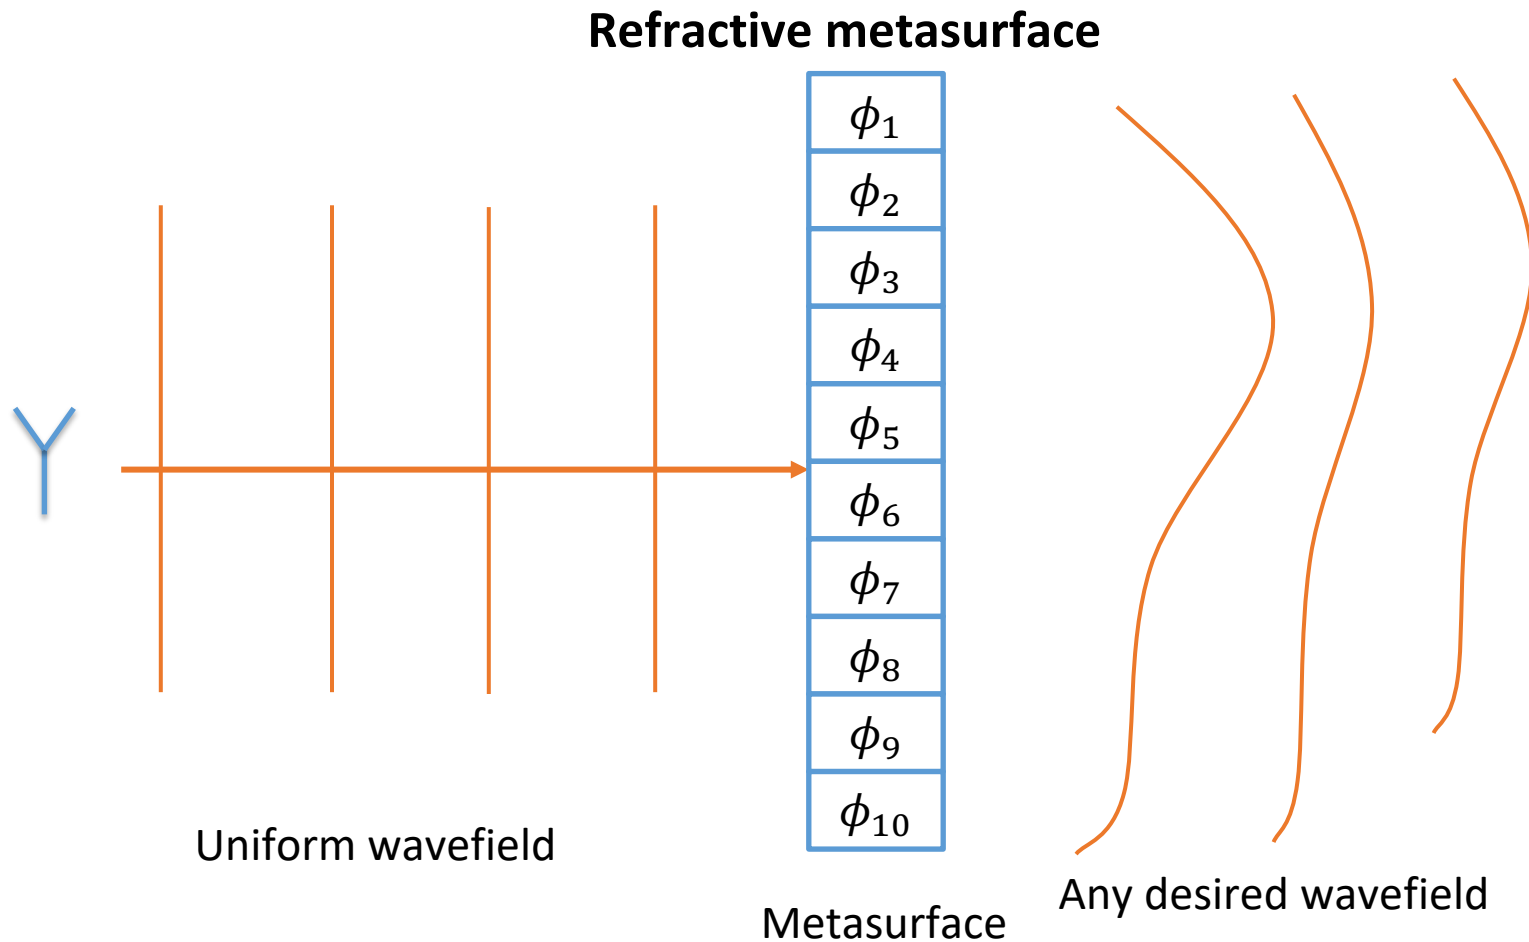 Refractive metasurface
ϕ₁
ϕ₂
ϕ₃
ϕ₄
ϕ₅
ϕ₆
ϕ₇
ϕ₈
ϕ₉
ϕ₁₀
Uniform wavefield
Any desired wavefield
Metasurface